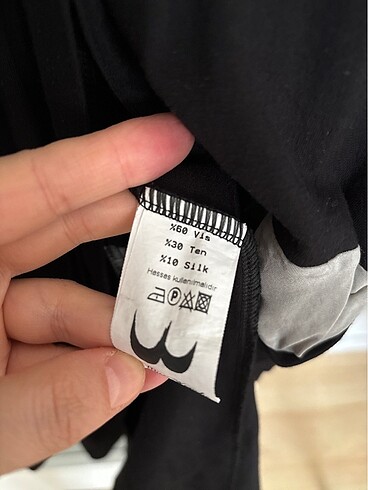 %60 Vis
%30 Ten
%10 Silk
Hassas kullanılmalıdır
P